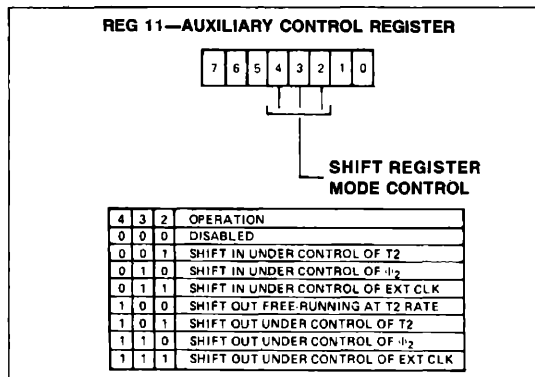 REG 11—AUXILIARY CONTROL REGISTER
7 6 5 4 3 2 1 0
SHIFT REGISTER
MODE CONTROL
4 3 2 OPERATION
0 0 0 DISABLED
0 0 1 SHIFT IN UNDER CONTROL OF T2
0 1 0 SHIFT IN UNDER CONTROL OF ϕ2
0 1 1 SHIFT IN UNDER CONTROL OF EXT CLK
1 0 0 SHIFT OUT FREE-RUNNING AT T2 RATE
1 0 1 SHIFT OUT UNDER CONTROL OF T2
1 1 0 SHIFT OUT UNDER CONTROL OF ϕ2
1 1 1 SHIFT OUT UNDER CONTROL OF EXT CLK